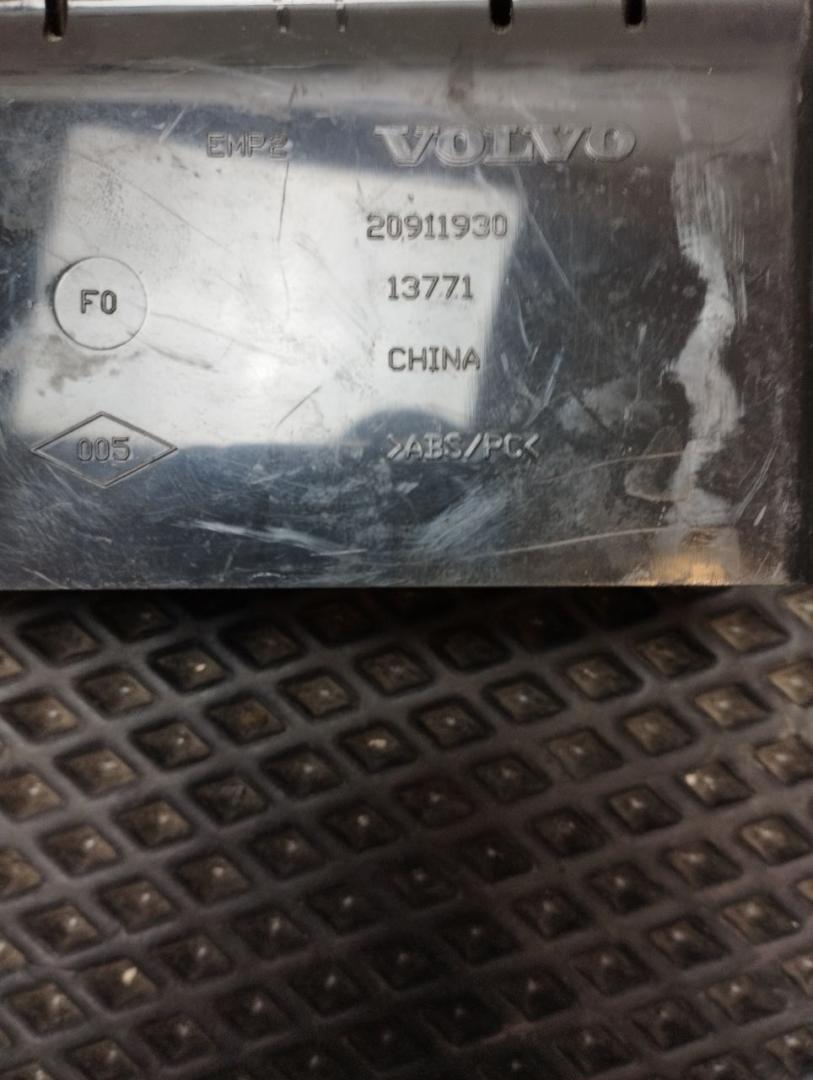 EMP2 VOLVO
20911930
F0 13771
CHINA
005 >ABS/PC<